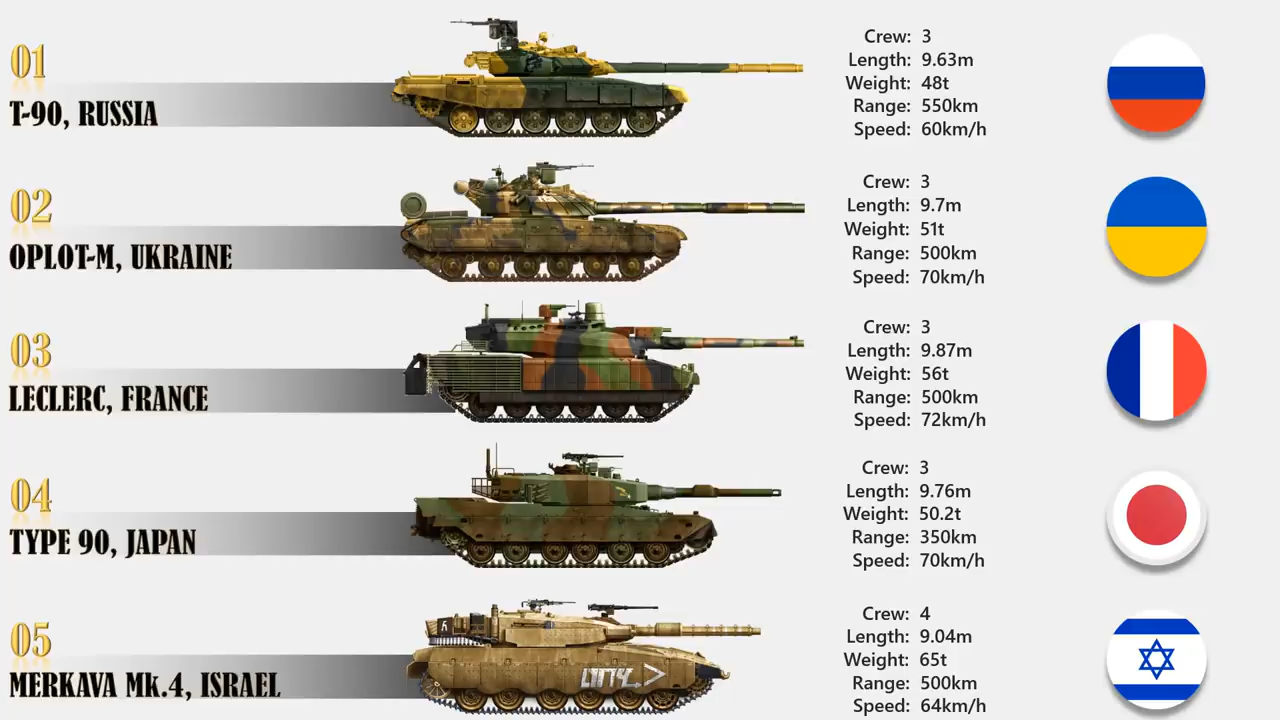 01
T-90, RUSSIA
Crew: 3
Length: 9.63m
Weight: 48t
Range: 550km
Speed: 60km/h
02
OPLOT-M, UKRAINE
Crew: 3
Length: 9.7m
Weight: 51t
Range: 500km
Speed: 70km/h
03
LECLERC, FRANCE
Crew: 3
Length: 9.87m
Weight: 56t
Range: 500km
Speed: 72km/h
04
TYPE 90, JAPAN
Crew: 3
Length: 9.76m
Weight: 50.2t
Range: 350km
Speed: 70km/h
05
MERKAVA Mk.4, ISRAEL
Crew: 4
Length: 9.04m
Weight: 65t
Range: 500km
Speed: 64km/h